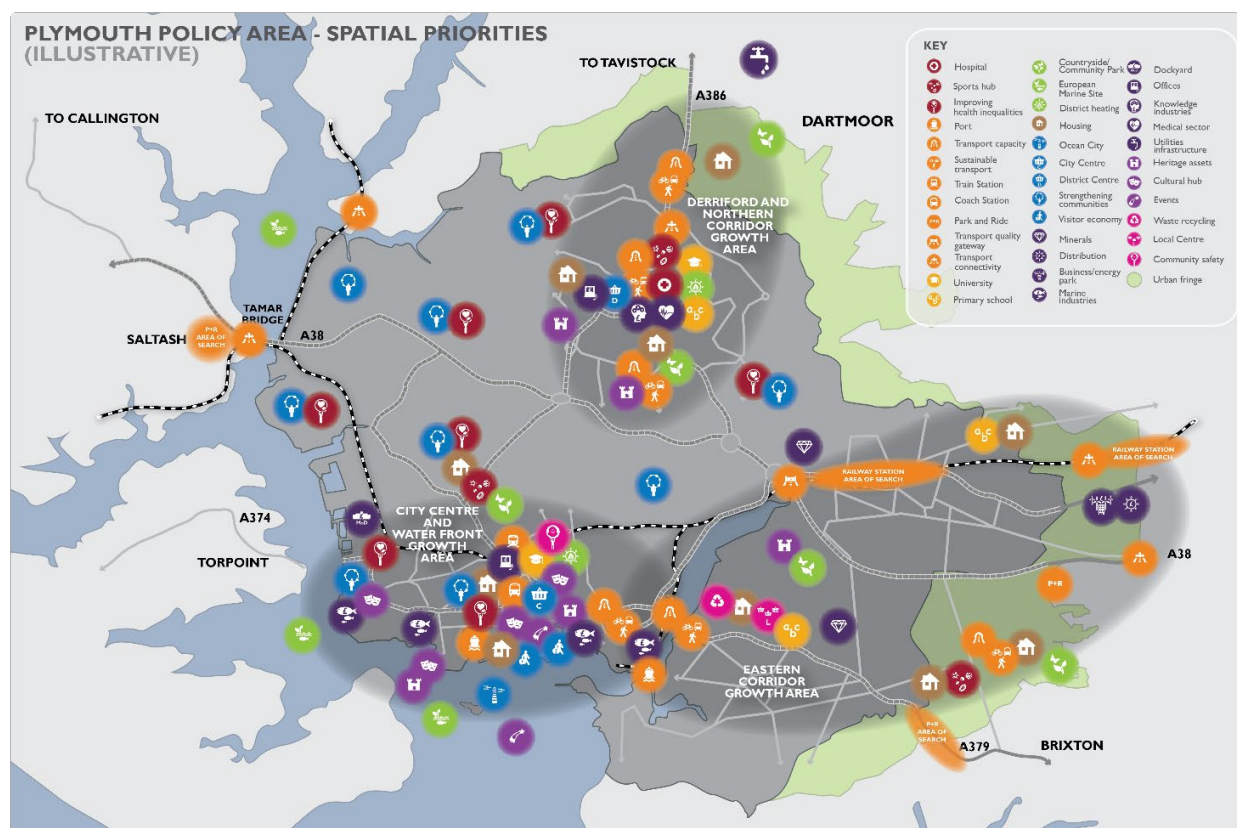 PLYMOUTH POLICY AREA - SPATIAL PRIORITIES
(ILLUSTRATIVE)
TO TAVISTOCK
A386
TO CALLINGTON
DARTMOOR
DERRIFORD AND
NORTHERN
CORRIDOR
GROWTH
AREA
D
abc
TAMAR
BRIDGE
SALTASH
P+R
AREA OF
SEARCH
A38
abc
RAILWAY STATION
AREA OF SEARCH
RAILWAY STATION
AREA OF SEARCH
CITY CENTRE
AND
WATER FRONT
GROWTH
AREA
MoD
A374
TORPOINT
C
A38
P+R
L
abc
EASTERN
CORRIDOR
GROWTH AREA
P+R
AREA OF
SEARCH
A379
BRIXTON
KEY
Hospital
Sports hub
Improving
health inequalities
Port
Transport capacity
Sustainable
transport
Train Station
Coach Station
P+R
Park and Ride
Transport quality
gateway
Transport
connectivity
University
abc
Primary school
Countryside/
Community Park
European
Marine Site
District heating
Housing
Ocean City
City Centre
District Centre
Strengthening
communities
Visitor economy
Minerals
Distribution
Business/energy
park
Marine
industries
Dockyard
Offices
Knowledge
industries
Medical sector
Utilities
infrastructure
Heritage assets
Cultural hub
Events
Waste recycling
Local Centre
Community safety
Urban fringe